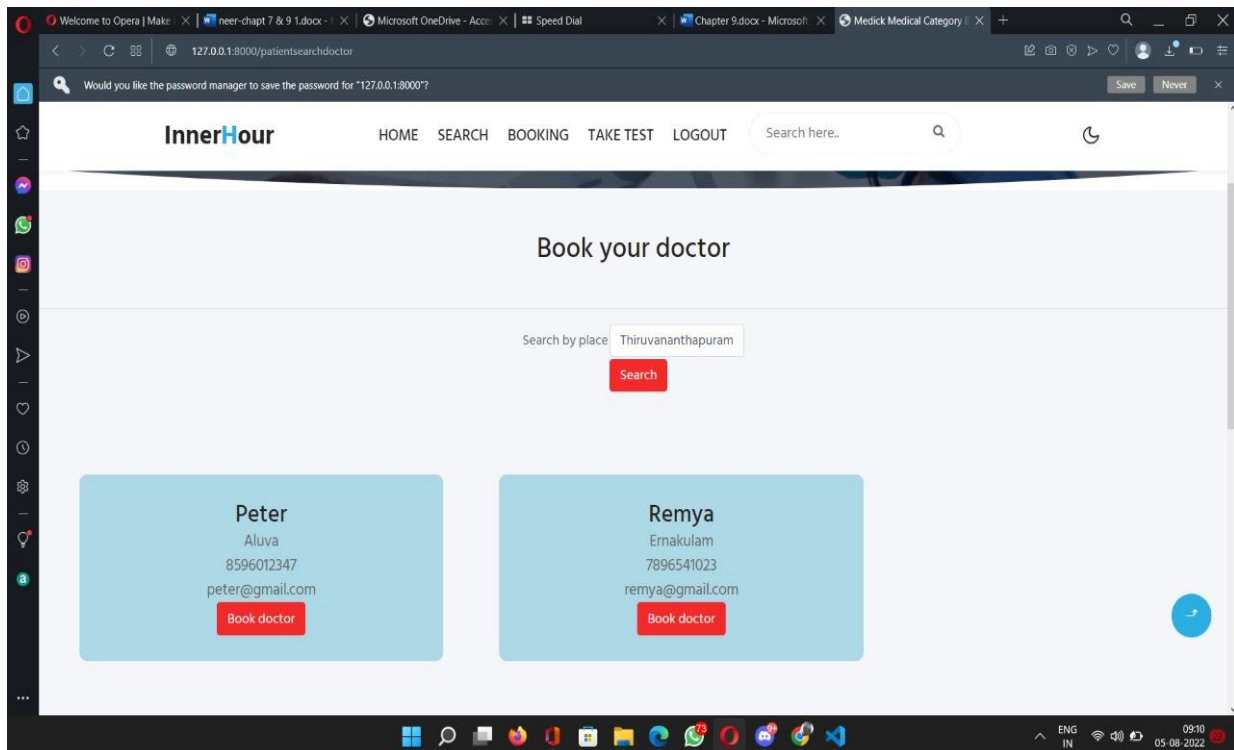 Welcome to Opera | Make
neer-chapt 7 & 9 1.docx -
Microsoft OneDrive - Acce
Speed Dial
Chapter 9.docx - Microsoft
Medick Medical Category
127.0.0.1:8000/patientsearchdoctor
Would you like the password manager to save the password for "127.0.0.1:8000"?
Save
Never
InnerHour
HOME
SEARCH
BOOKING
TAKE TEST
LOGOUT
Search here..
Book your doctor
Search by place
Thiruvananthapuram
Search
Peter
Aluva
8596012347
peter@gmail.com
Book doctor
Remya
Ernakulam
7896541023
remya@gmail.com
Book doctor
73
ENG
IN
09:10
05-08-2022